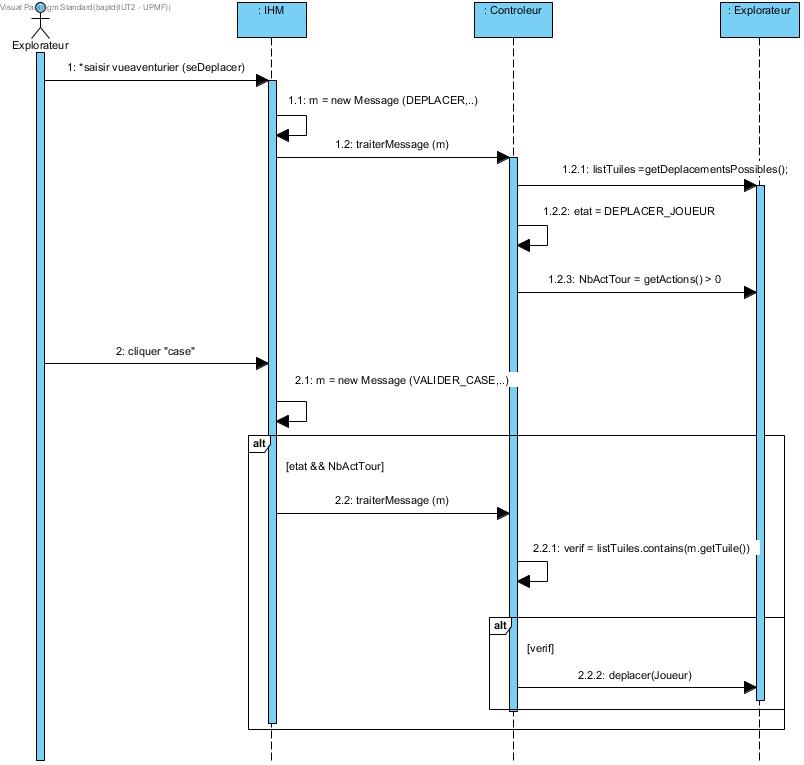 Visual Paradigm Standard(baptd(IUT2 - UPMF))
: IHM
: Controleur
: Explorateur
Explorateur
1: *saisir vueaventurier (seDeplacer)
1.1: m = new Message (DEPLACER,..)
1.2: traiterMessage (m)
1.2.1: listTuiles =getDeplacementsPossibles();
1.2.2: etat = DEPLACER_JOUEUR
1.2.3: NbActTour = getActions() > 0
2: cliquer "case"
2.1: m = new Message (VALIDER_CASE,..)
alt
[etat && NbActTour]
2.2: traiterMessage (m)
2.2.1: verif = listTuiles.contains(m.getTuile())
alt
[verif]
2.2.2: deplacer(Joueur)